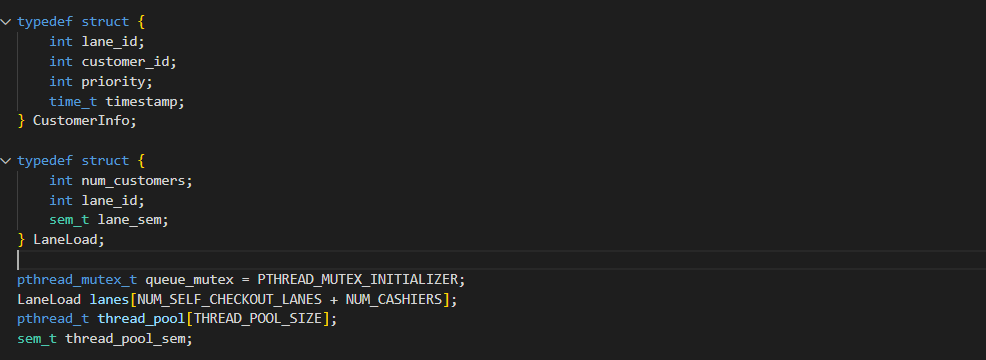 typedef struct {
    int lane_id;
    int customer_id;
    int priority;
    time_t timestamp;
} CustomerInfo;

typedef struct {
    int num_customers;
    int lane_id;
    sem_t lane_sem;
} LaneLoad;

pthread_mutex_t queue_mutex = PTHREAD_MUTEX_INITIALIZER;
LaneLoad lanes[NUM_SELF_CHECKOUT_LANES + NUM_CASHIERS];
pthread_t thread_pool[THREAD_POOL_SIZE];
sem_t thread_pool_sem;